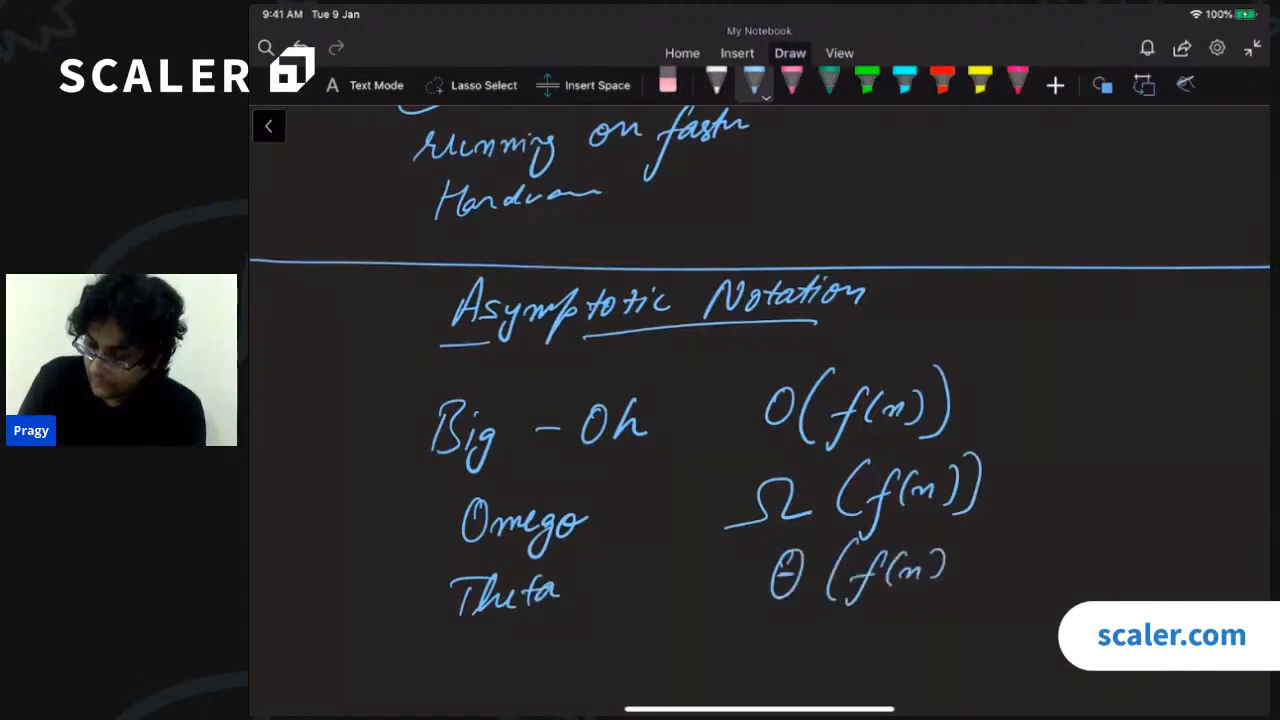 9:41 AM Tue 9 Jan
100%
My Notebook
SCALER
Home Insert Draw View
A Text Mode Lasso Select Insert Space
Running on faster
Hardware
Asymptotic Notation
Big - Oh O(f(n))
Omega Ω (f(n))
Theta Θ (f(n)
Pragy
scaler.com